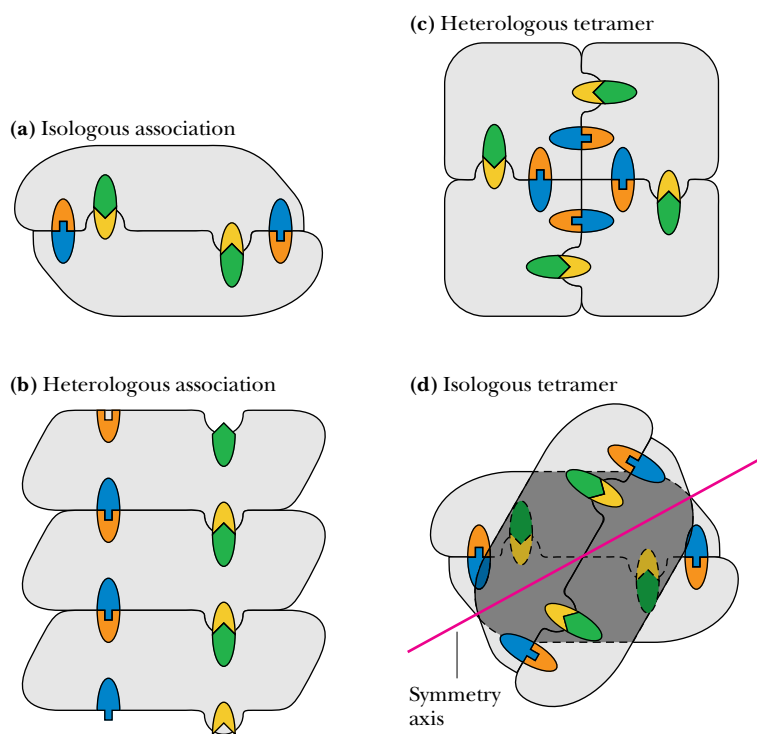 (a) Isologous association
(b) Heterologous association
(c) Heterologous tetramer
(d) Isologous tetramer
Symmetry
axis